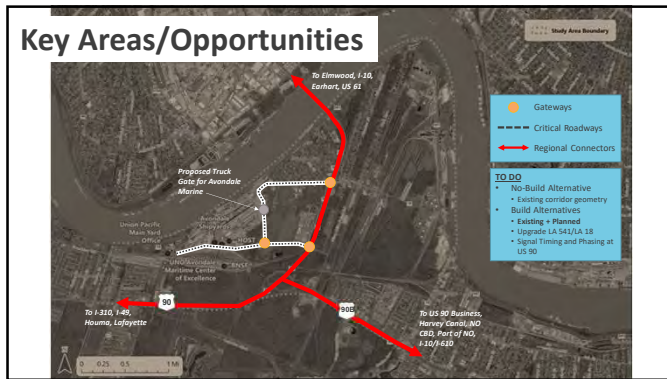 Key Areas/Opportunities
Study Area Boundary
To Elmwood, I-10,
Earhart, US 61
Gateways
Critical Roadways
Regional Connectors
Proposed Truck
Gate for Avondale
Marine
TO DO
• No-Build Alternative
• Existing corridor geometry
• Build Alternatives
• Existing + Planned
• Upgrade LA 541/LA 18
• Signal Timing and Phasing at
US 90
Union Pacific
Main Yard
Office
Avondale
Shipyards
HOST
UNO Avondale
Maritime Center
of Excellence
BNSF
To I-310, I-49,
Houma, Lafayette
90
90B
To US 90 Business,
Harvey Canal, NO
CBD, Port of NO,
I-10/I-610
0 0.25 0.5 1 Mi